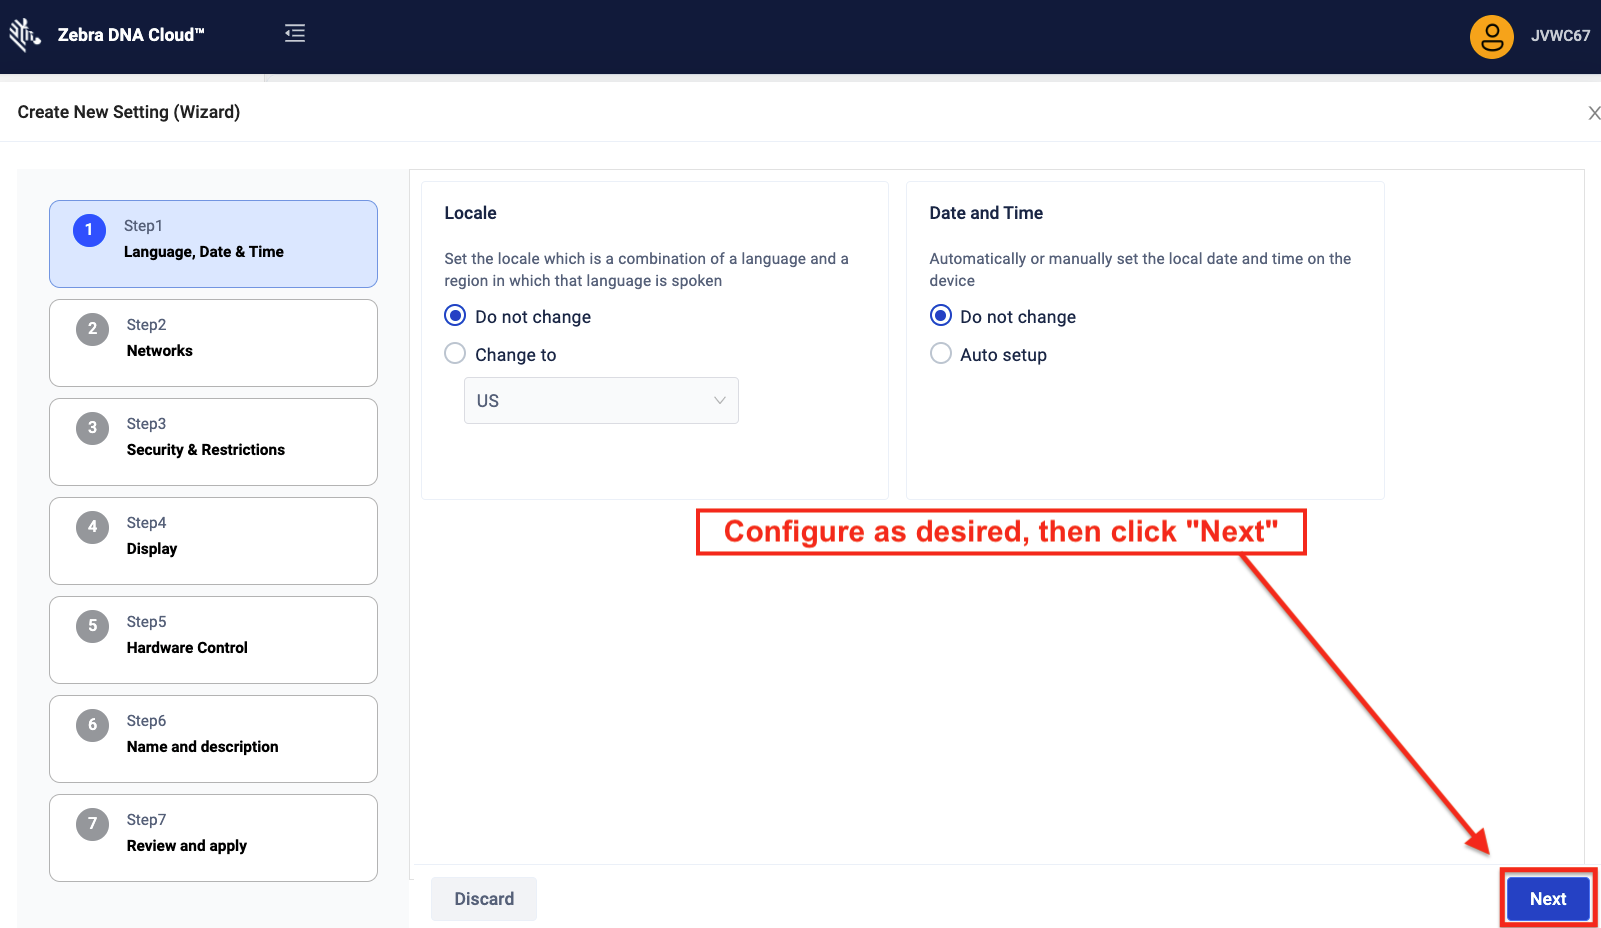 Zebra DNA Cloud™
JVWC67
Create New Setting (Wizard)
1
Step1
Language, Date & Time
2
Step2
Networks
3
Step3
Security & Restrictions
4
Step4
Display
5
Step5
Hardware Control
6
Step6
Name and description
7
Step7
Review and apply
Locale
Set the locale which is a combination of a language and a
region in which that language is spoken
Do not change
Change to
US
Date and Time
Automatically or manually set the local date and time on the
device
Do not change
Auto setup
Configure as desired, then click "Next"
Discard
Next